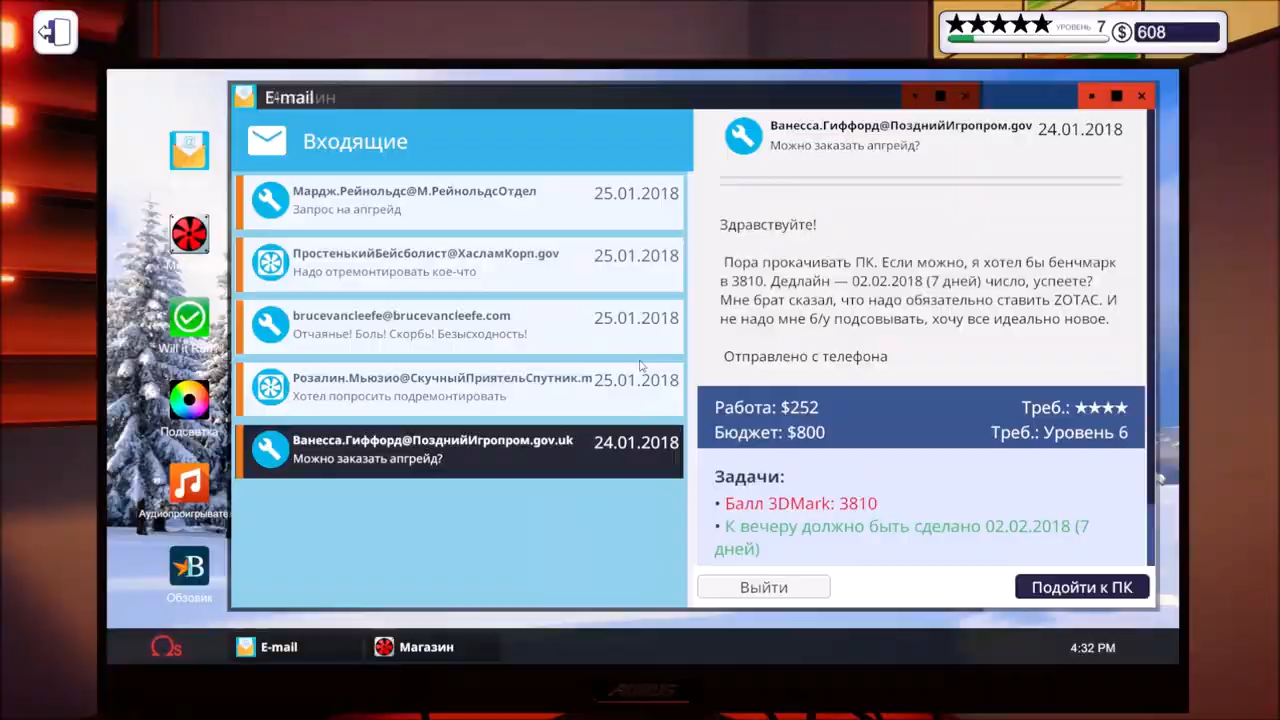 УРОВЕНЬ 7
$ 608
E-mail
Входящие
Мардж.Рейнольдс@М.РейнольдсОтдел 25.01.2018
Запрос на апгрейд
ПростенькийБейсболист@ХасламКорп.gov 25.01.2018
Надо отремонтировать кое-что
brucevancleefe@brucevancleefe.com 25.01.2018
Отчаянье! Боль! Скорбь! Безысходность!
Розалин.Мьюзио@СкучныйПриятельСпутник.m 25.01.2018
Хотел попросить подремонтировать
Ванесса.Гиффорд@ПозднийИгропром.gov.uk 24.01.2018
Можно заказать апгрейд?
Ванесса.Гиффорд@ПозднийИгропром.gov 24.01.2018
Можно заказать апгрейд?
Здравствуйте!
Пора прокачивать ПК. Если можно, я хотел бы бенчмарк
в 3810. Дедлайн — 02.02.2018 (7 дней) число, успеете?
Мне брат сказал, что надо обязательно ставить ZOTAC. И
не надо мне б/у подсовывать, хочу все идеально новое.
Отправлено с телефона
Работа: $252
Треб.: ★★★★
Бюджет: $800
Треб.: Уровень 6
Задачи:
• Балл 3DMark: 3810
• К вечеру должно быть сделано 02.02.2018 (7
дней)
Выйти
Подойти к ПК
Will it Run?
Подсветка
Аудиопроигрыватель
B
Обзовик
Ωs
E-mail
Магазин
4:32 PM
AORUS